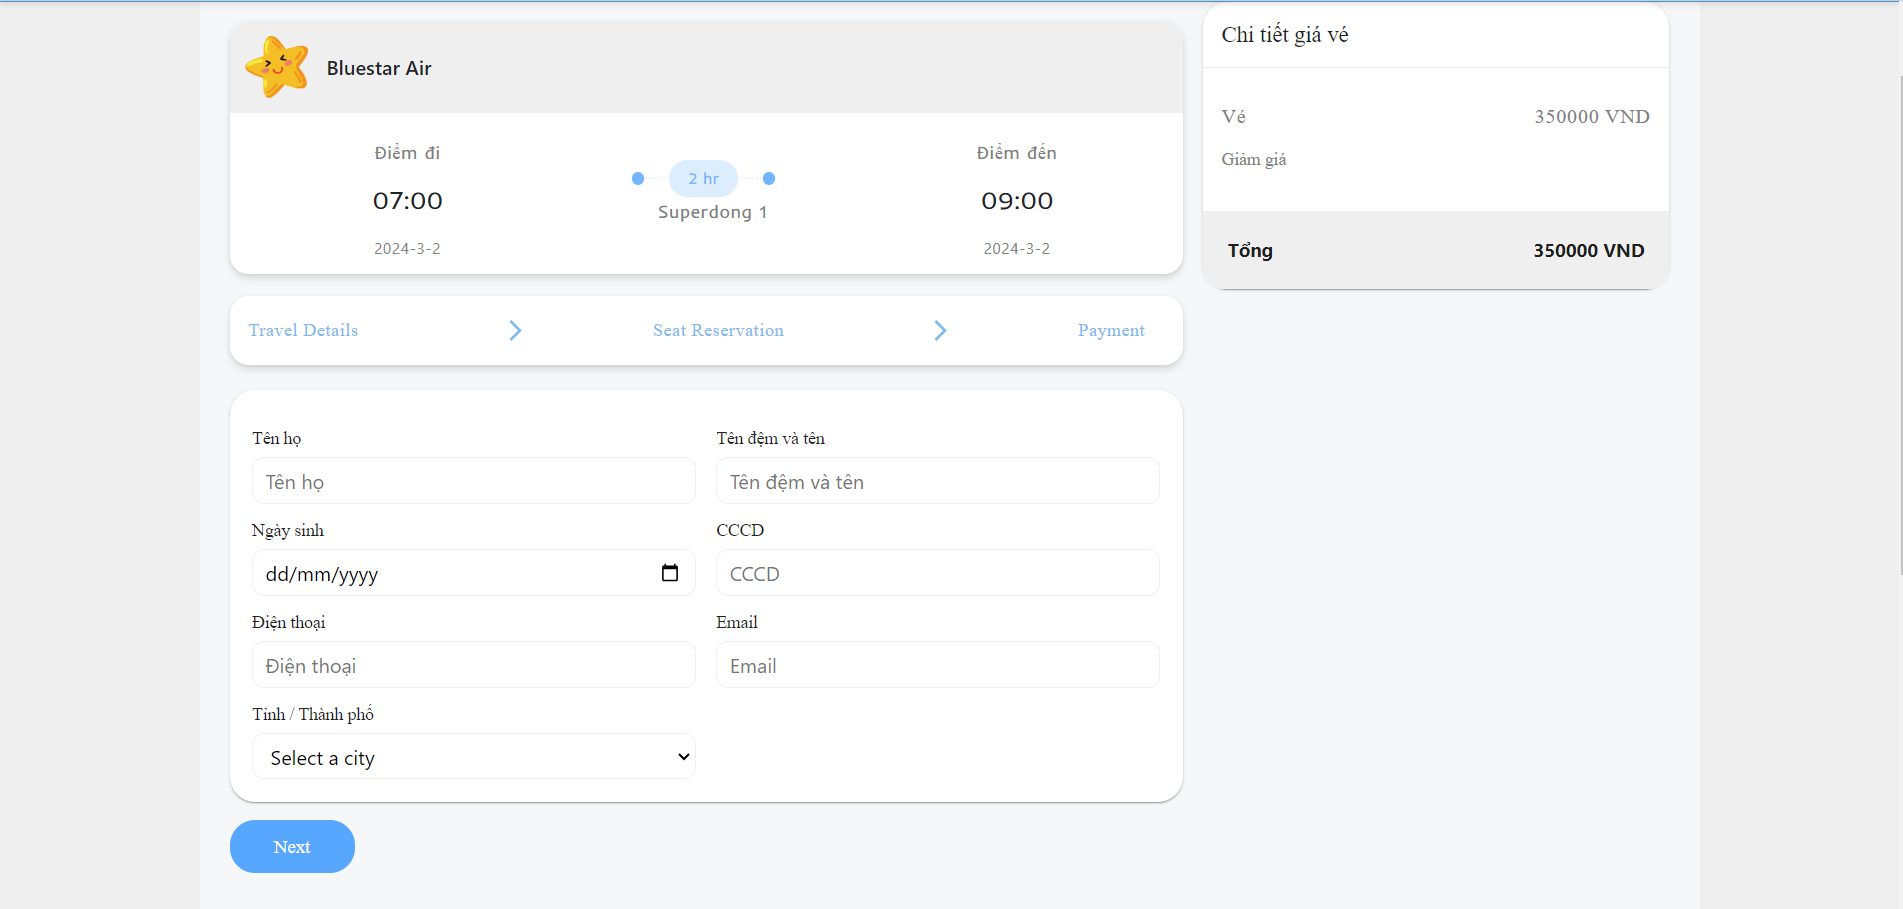 Bluestar Air
Điểm đi
07:00
2024-3-2
2 hr
Superdong 1
Điểm đến
09:00
2024-3-2
Chi tiết giá vé
Vé 350000 VND
Giảm giá
Tổng 350000 VND
Travel Details Seat Reservation Payment
Tên họ Tên đệm và tên
Tên họ Tên đệm và tên
Ngày sinh CCCD
dd/mm/yyyy CCCD
Điện thoại Email
Điện thoại Email
Tỉnh / Thành phố
Select a city
Next